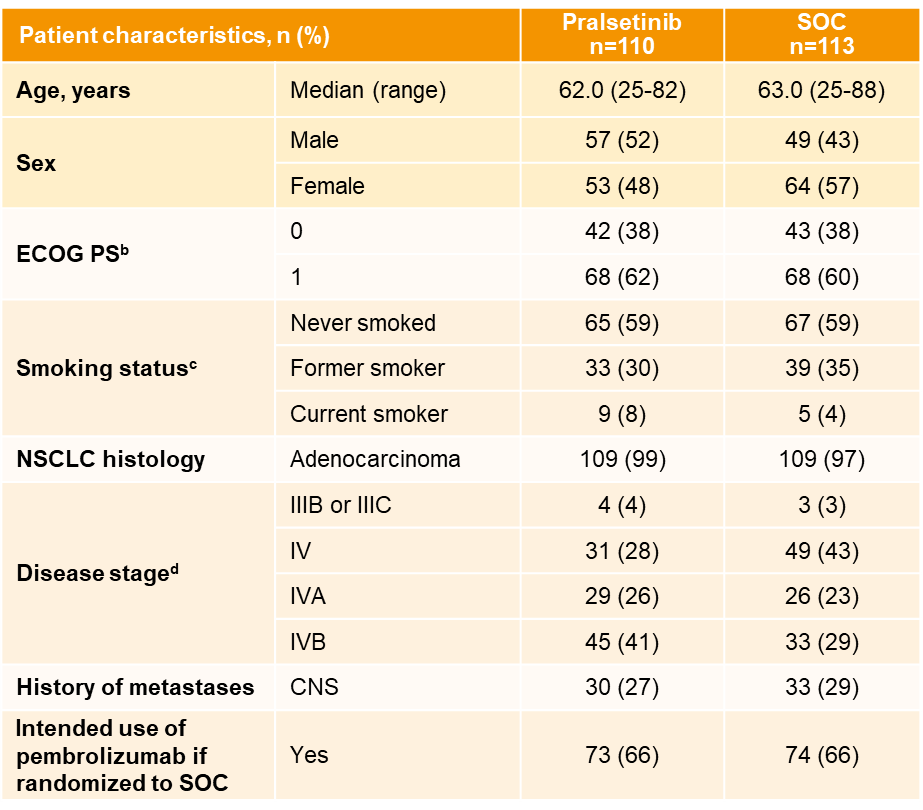 Patient characteristics, n (%) Pralsetinib n=110 SOC n=113
Age, years Median (range) 62.0 (25-82) 63.0 (25-88)
Sex Male 57 (52) 49 (43)
Female 53 (48) 64 (57)
ECOG PSᵇ 0 42 (38) 43 (38)
1 68 (62) 68 (60)
Smoking statusᶜ Never smoked 65 (59) 67 (59)
Former smoker 33 (30) 39 (35)
Current smoker 9 (8) 5 (4)
NSCLC histology Adenocarcinoma 109 (99) 109 (97)
Disease stageᵈ IIIB or IIIC 4 (4) 3 (3)
IV 31 (28) 49 (43)
IVA 29 (26) 26 (23)
IVB 45 (41) 33 (29)
History of metastases CNS 30 (27) 33 (29)
Intended use of
pembrolizumab if
randomized to SOC Yes 73 (66) 74 (66)